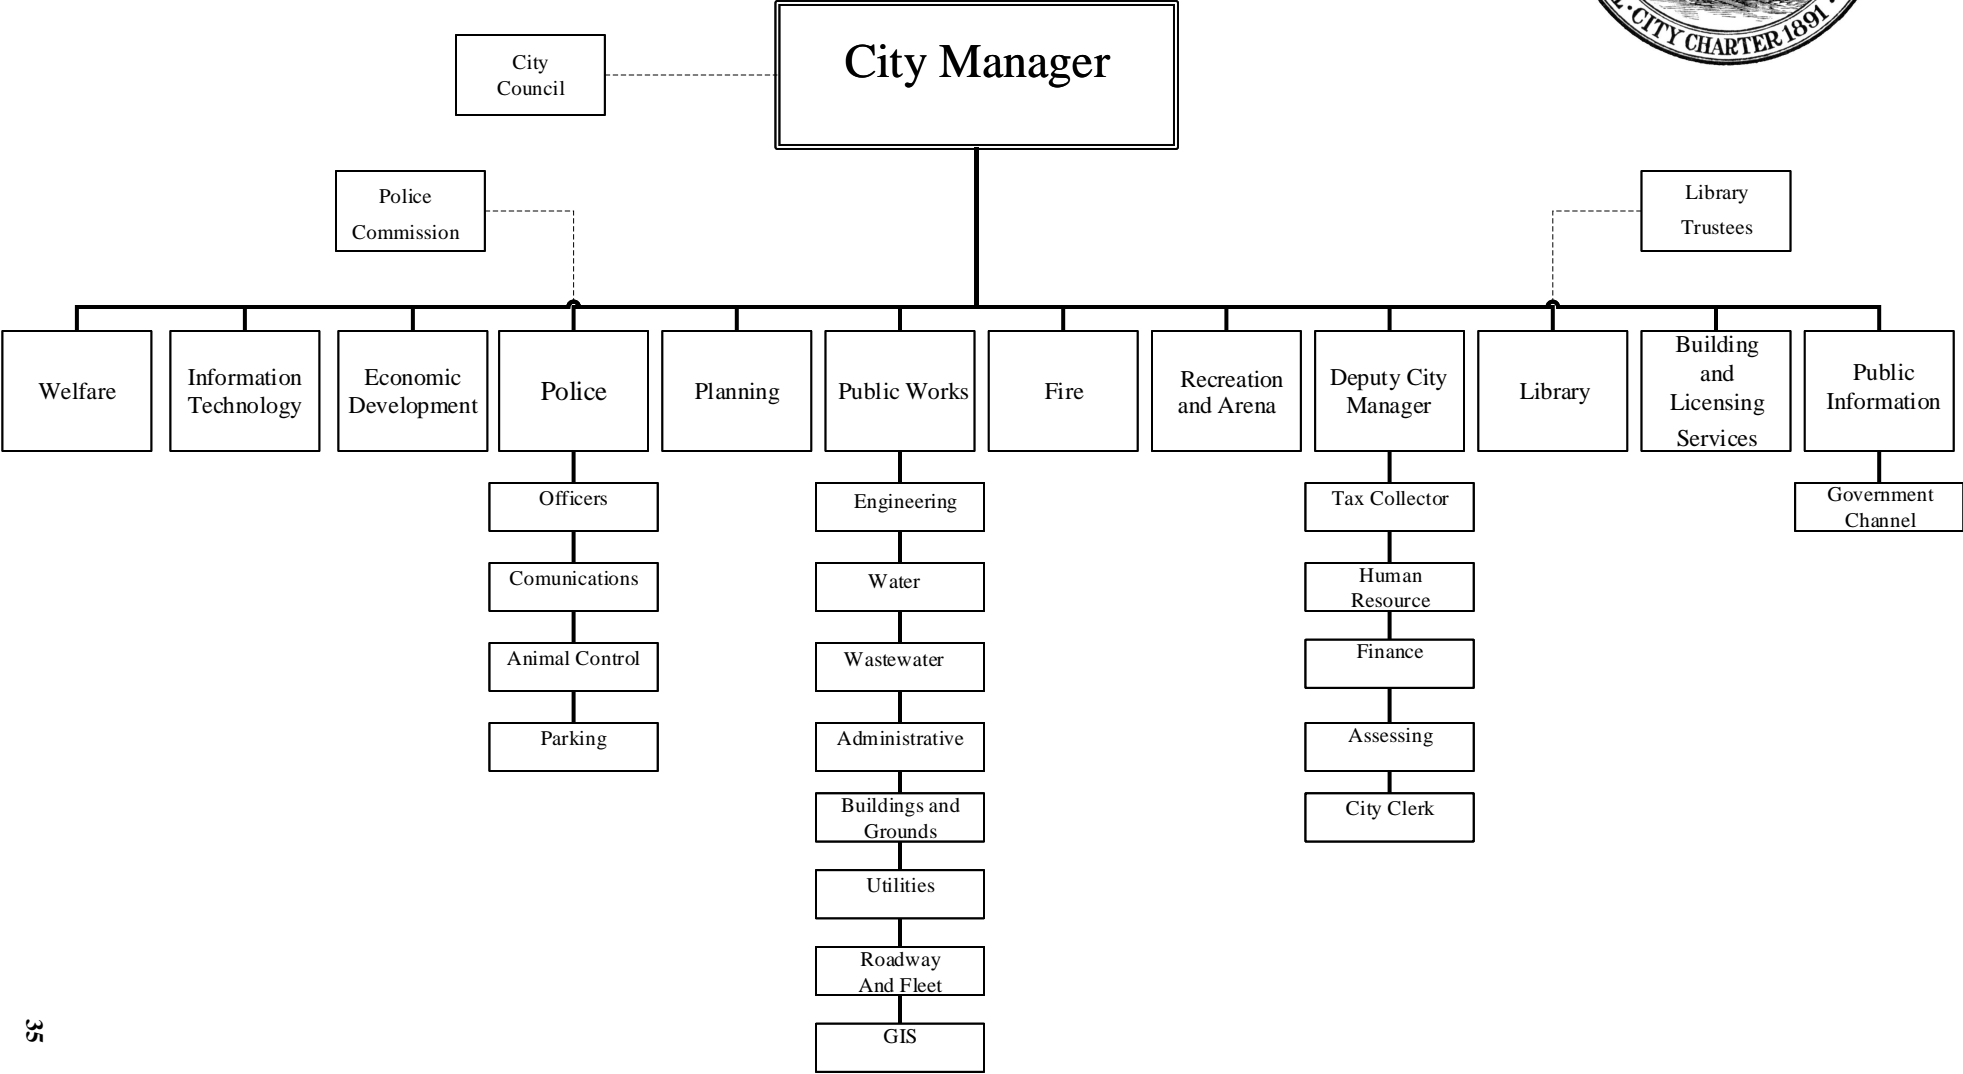 · CITY CHARTER 1891 ·
City Manager
City
Council
Police
Commission
Library
Trustees
Welfare
Information
Technology
Economic
Development
Police
Planning
Public Works
Fire
Recreation
and Arena
Deputy City
Manager
Library
Building
and
Licensing
Services
Public
Information
Officers
Comunications
Animal Control
Parking
Engineering
Water
Wastewater
Administrative
Buildings and
Grounds
Utilities
Roadway
And Fleet
GIS
Tax Collector
Human
Resource
Finance
Assessing
City Clerk
Government
Channel
35